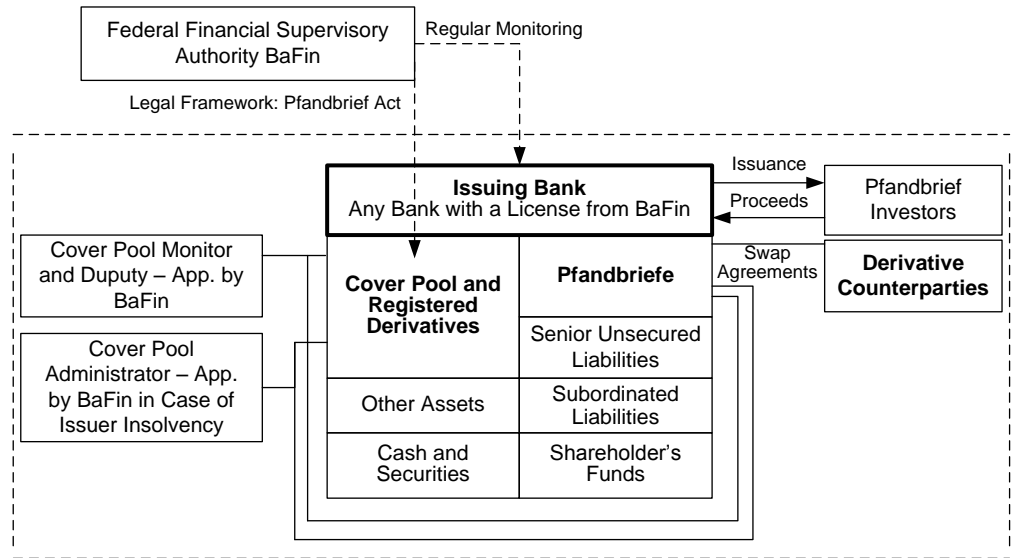 Federal Financial Supervisory
Authority BaFin
Regular Monitoring
Legal Framework: Pfandbrief Act
Issuing Bank
Any Bank with a License from BaFin
Issuance
Proceeds
Pfandbrief
Investors
Cover Pool Monitor
and Duputy – App. by
BaFin
Cover Pool and
Registered
Derivatives
Pfandbriefe
Swap
Agreements
Derivative
Counterparties
Cover Pool
Administrator – App.
by BaFin in Case of
Issuer Insolvency
Senior Unsecured
Liabilities
Other Assets
Subordinated
Liabilities
Cash and
Securities
Shareholder's
Funds